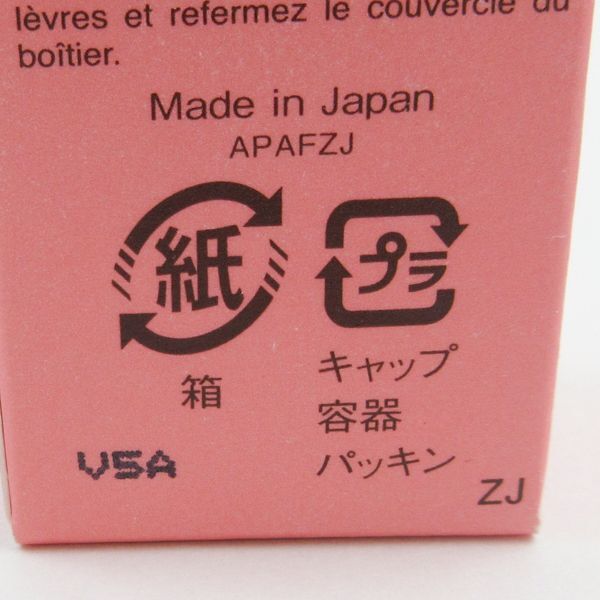 lèvres et refermez le couvercle du
boîtier.
Made in Japan
APAFZJ
紙
プラ
箱
キャップ
容器
パッキン
V5A
ZJ